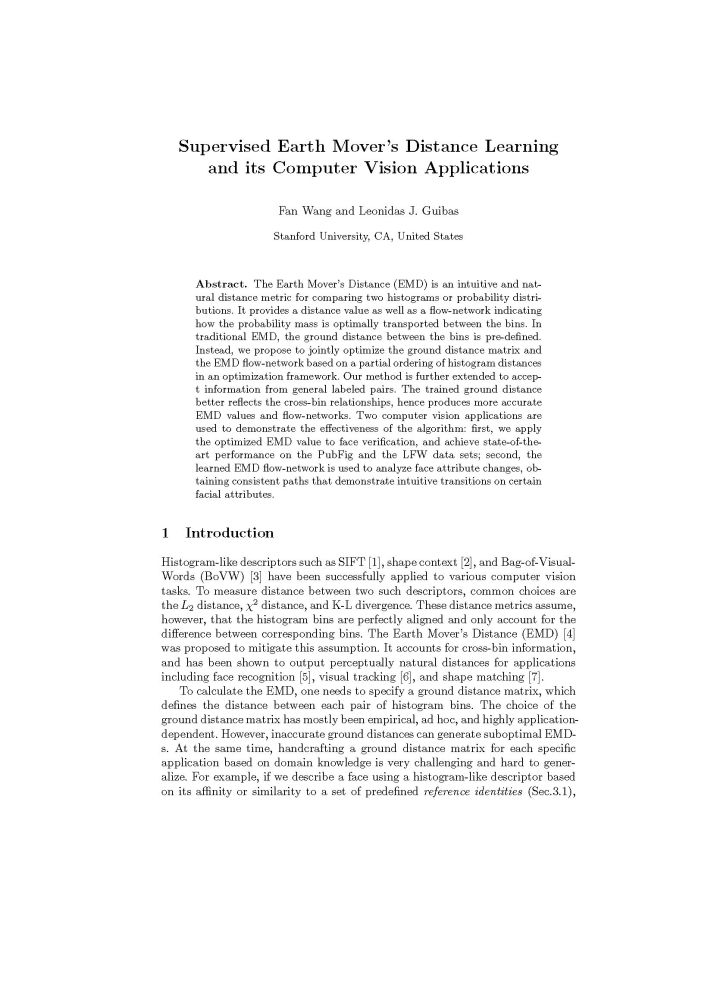 Supervised Earth Mover's Distance Learning
and its Computer Vision Applications
Fan Wang and Leonidas J. Guibas
Stanford University, CA, United States
Abstract. The Earth Mover's Distance (EMD) is an intuitive and nat-
ural distance metric for comparing two histograms or probability distri-
butions. It provides a distance value as well as a flow-network indicating
how the probability mass is optimally transported between the bins. In
traditional EMD, the ground distance between the bins is pre-defined.
Instead, we propose to jointly optimize the ground distance matrix and
the EMD flow-network based on a partial ordering of histogram distances
in an optimization framework. Our method is further extended to accep-
t information from general labeled pairs. The trained ground distance
better reflects the cross-bin relationships, hence produces more accurate
EMD values and flow-networks. Two computer vision applications are
used to demonstrate the effectiveness of the algorithm: first, we apply
the optimized EMD value to face verification, and achieve state-of-the-
art performance on the PubFig and the LFW data sets; second, the
learned EMD flow-network is used to analyze face attribute changes, ob-
taining consistent paths that demonstrate intuitive transitions on certain
facial attributes.
1 Introduction
Histogram-like descriptors such as SIFT [1], shape context [2], and Bag-of-Visual-
Words (BoVW) [3] have been successfully applied to various computer vision
tasks. To measure distance between two such descriptors, common choices are
the L₂ distance, χ² distance, and K-L divergence. These distance metrics assume,
however, that the histogram bins are perfectly aligned and only account for the
difference between corresponding bins. The Earth Mover's Distance (EMD) [4]
was proposed to mitigate this assumption. It accounts for cross-bin information,
and has been shown to output perceptually natural distances for applications
including face recognition [5], visual tracking [6], and shape matching [7].
To calculate the EMD, one needs to specify a ground distance matrix, which
defines the distance between each pair of histogram bins. The choice of the
ground distance matrix has mostly been empirical, ad hoc, and highly application-
dependent. However, inaccurate ground distances can generate suboptimal EMD-
s. At the same time, handcrafting a ground distance matrix for each specific
application based on domain knowledge is very challenging and hard to gener-
alize. For example, if we describe a face using a histogram-like descriptor based
on its affinity or similarity to a set of predefined reference identities (Sec.3.1),